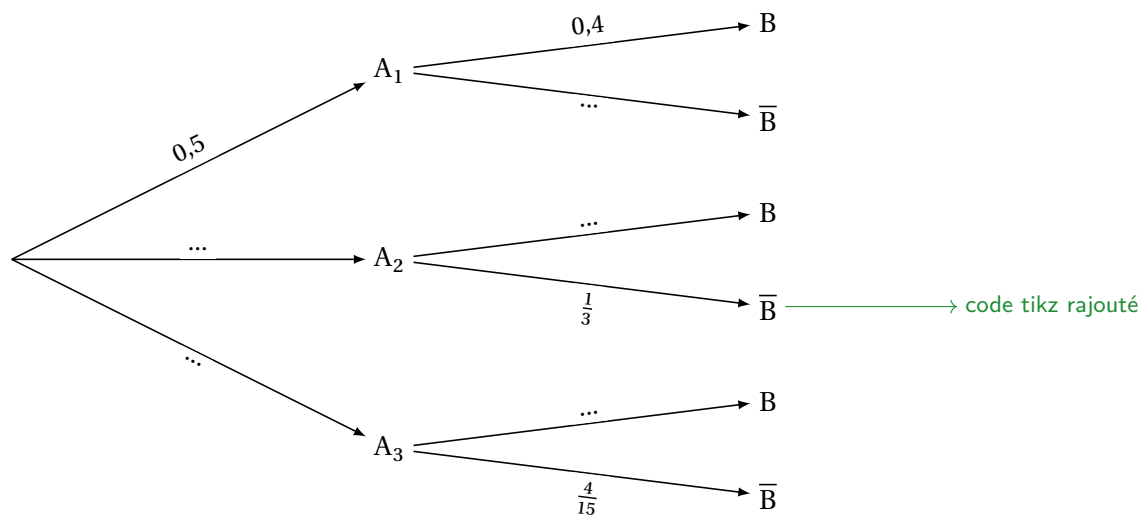 B
0,4
A₁
...
B̅
0,5
...
B
...
A₂
1/3
B̅
code tikz rajouté
...
...
B
A₃
4/15
B̅